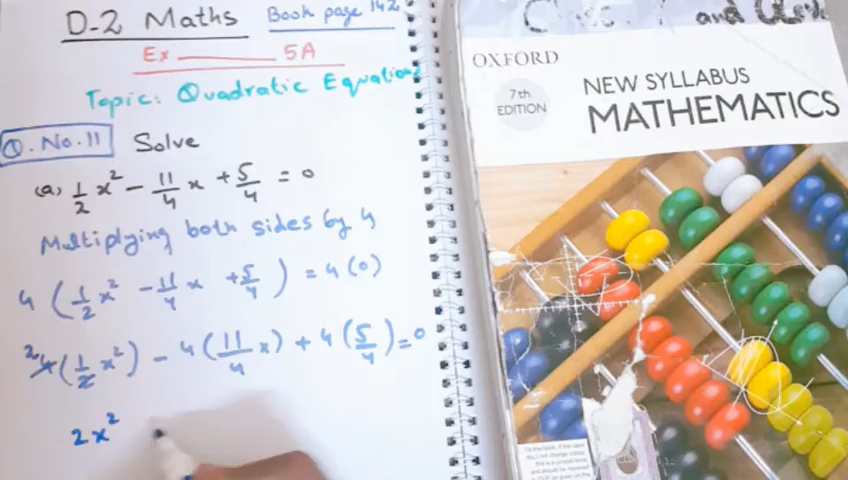 D-2 Maths
Book page 142
Ex 5A
Topic: Quadratic Equations
Q.No.11 Solve
(a) 1/2 x² - 11/4 x + 5/4 = 0
Multiplying both sides by 4
4 (1/2 x² - 11/4 x + 5/4) = 4(0)
2 4 (1/2 x²) - 4 (11/4 x) + 4 (5/4) = 0
2x²
and
OXFORD
7th
EDITION
NEW SYLLABUS
MATHEMATICS